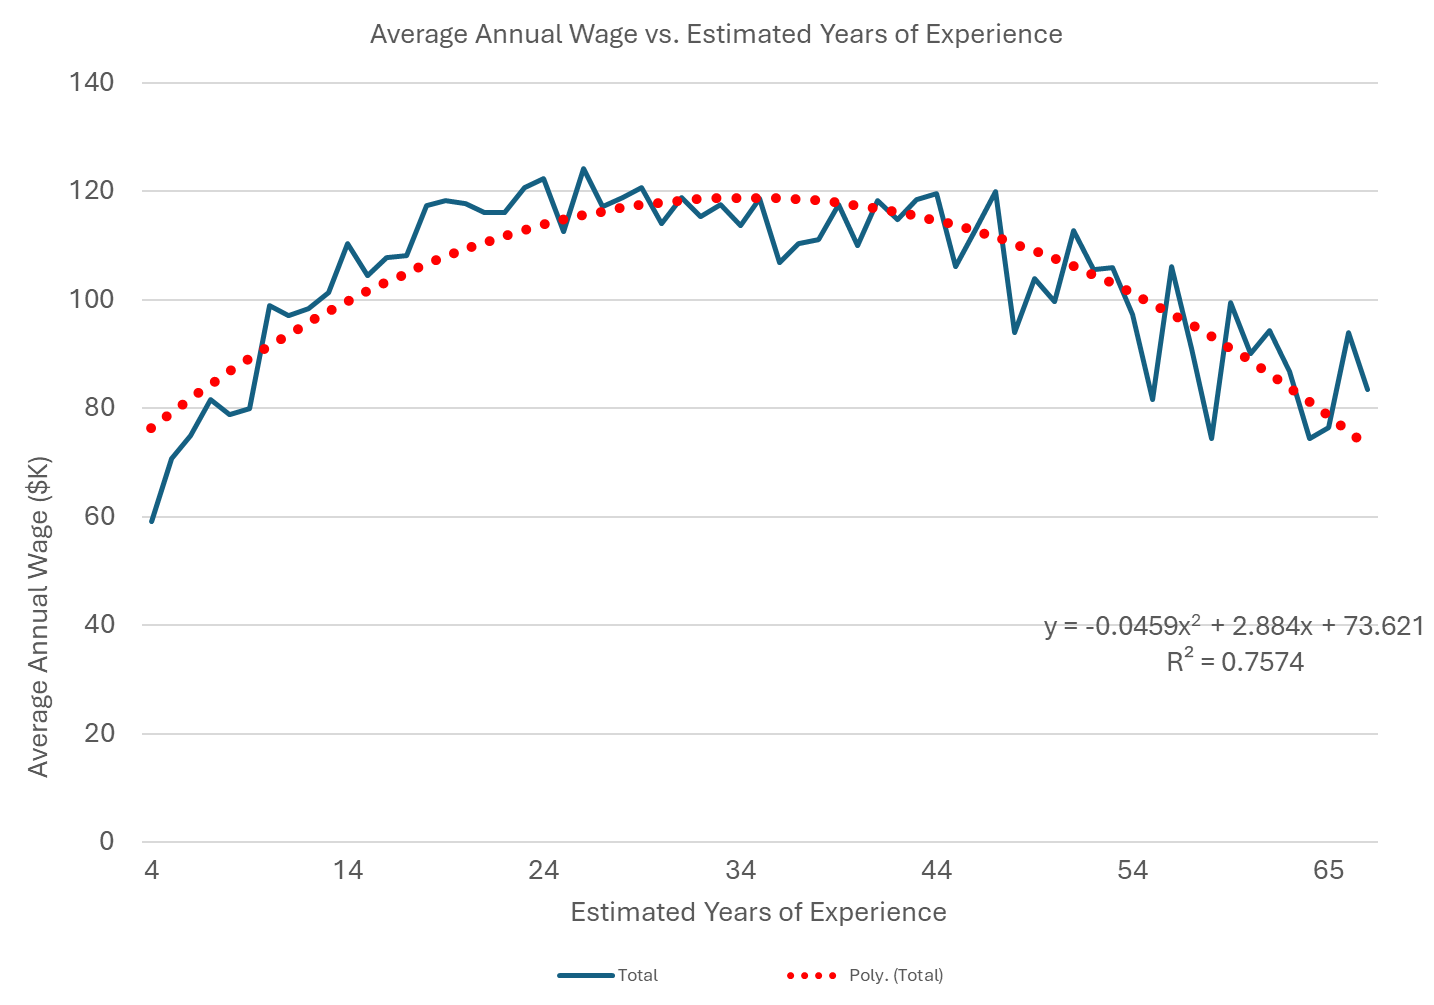 Average Annual Wage vs. Estimated Years of Experience
140
120
100
80
60
40
20
0
Average Annual Wage ($K)
y = -0.0459x² + 2.884x + 73.621
R² = 0.7574
4 14 24 34 44 54 65
Estimated Years of Experience
Total Poly. (Total)